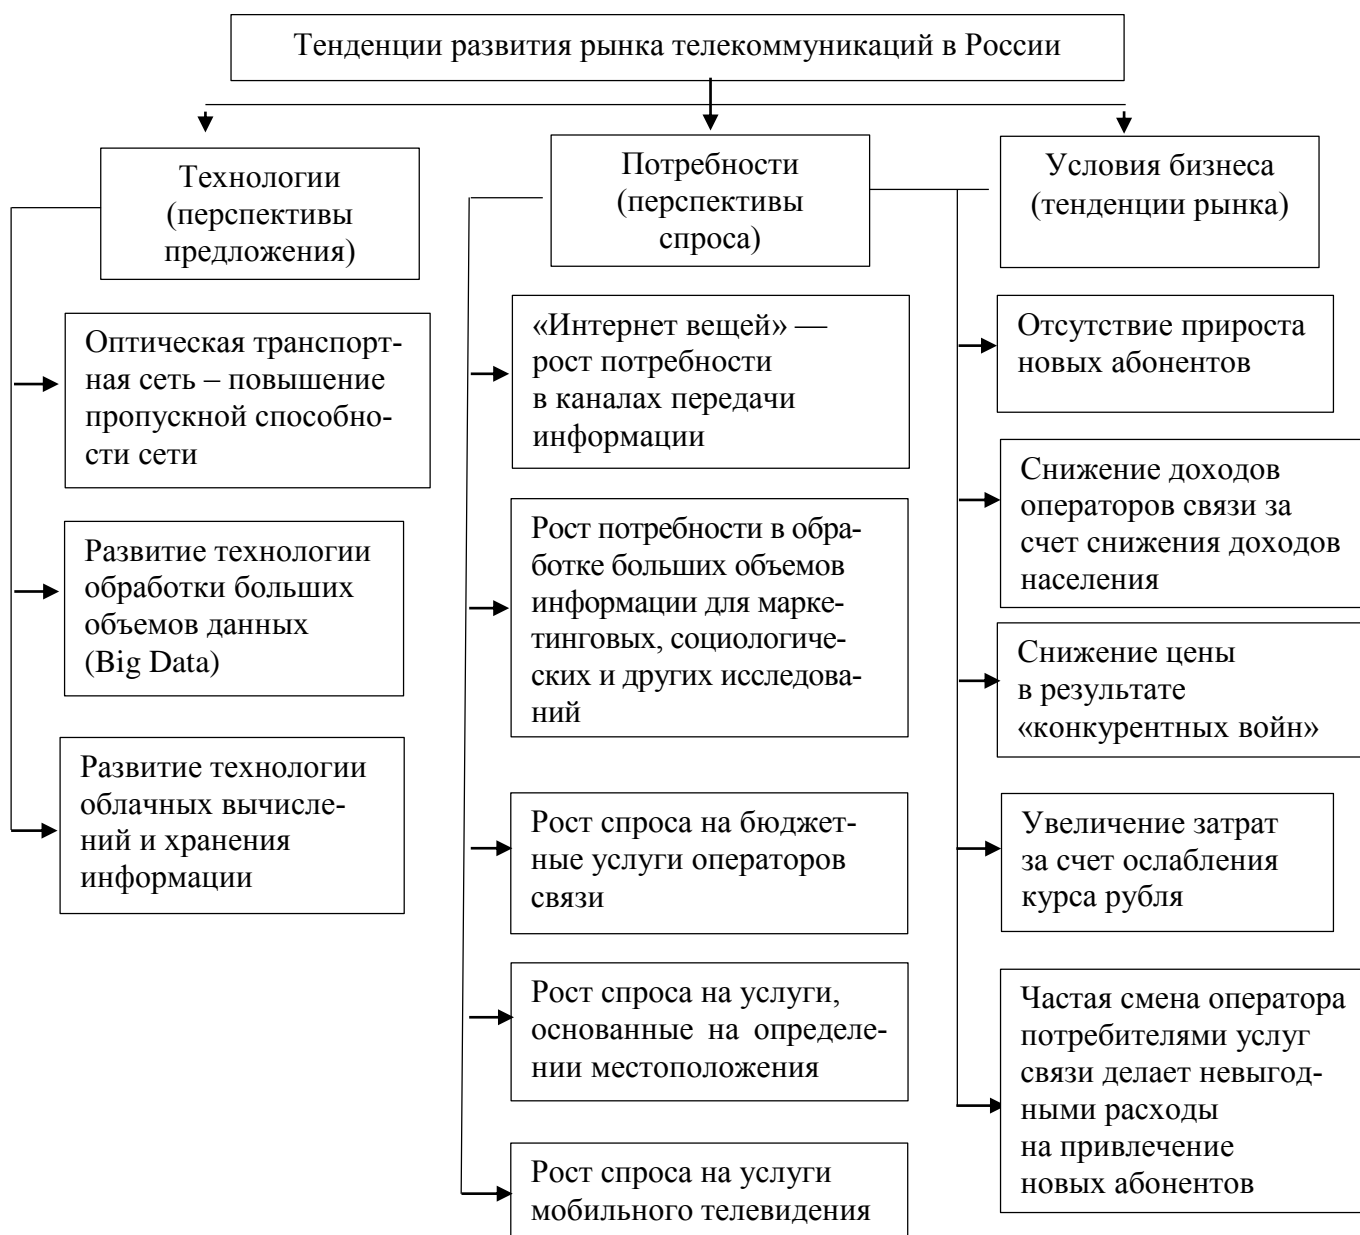 Тенденции развития рынка телекоммуникаций в России
Технологии
(перспективы
предложения)
Оптическая транспорт-
ная сеть – повышение
пропускной способно-
сти сети
Развитие технологии
обработки больших
объемов данных
(Big Data)
Развитие технологии
облачных вычисле-
ний и хранения
информации
Потребности
(перспективы
спроса)
«Интернет вещей» —
рост потребности
в каналах передачи
информации
Рост потребности в обра-
ботке больших объемов
информации для марке-
тинговых, социологиче-
ских и других исследова-
ний
Рост спроса на бюджет-
ные услуги операторов
связи
Рост спроса на услуги,
основанные на определе-
нии местоположения
Рост спроса на услуги
мобильного телевидения
Условия бизнеса
(тенденции рынка)
Отсутствие прироста
новых абонентов
Снижение доходов
операторов связи за
счет снижения доходов
населения
Снижение цены
в результате
«конкурентных войн»
Увеличение затрат
за счет ослабления
курса рубля
Частая смена оператора
потребителями услуг
связи делает невыгод-
ными расходы
на привлечение
новых абонентов